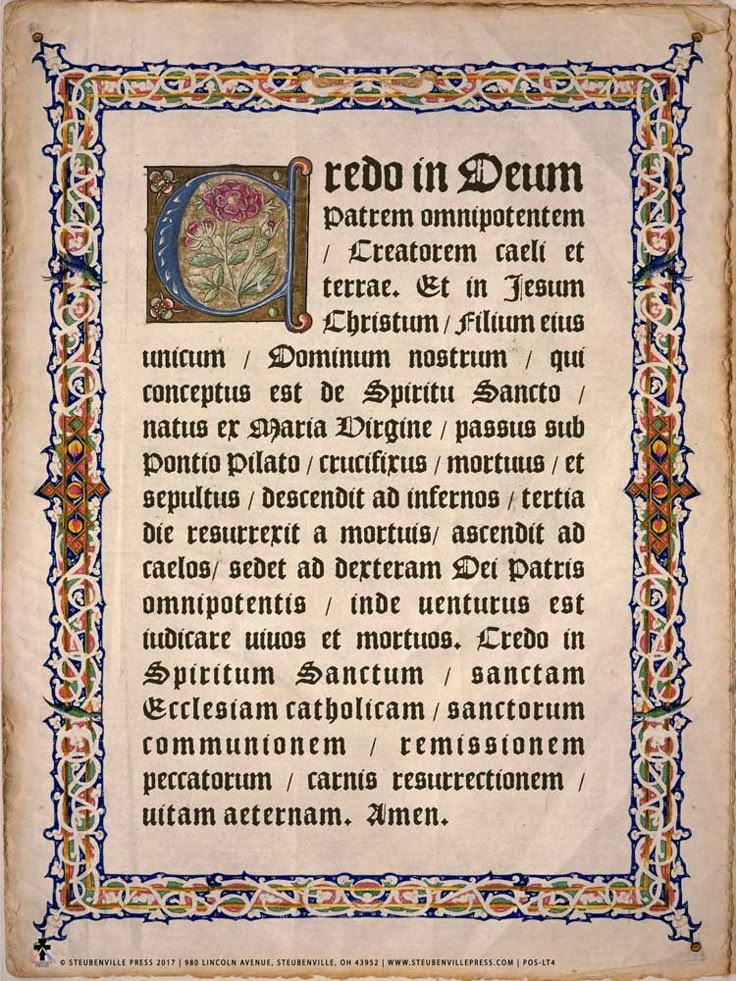 Credo in Deum
Patrem omnipotentem
/ Creatorem caeli et
terrae. Et in Jesum
Christum / Filium eius
unicum / Dominum nostrum / qui
conceptus est de Spiritu Sancto /
natus ex Maria Virgine / passus sub
Pontio Pilato / crucifixus / mortuus / et
sepultus / descendit ad infernos / tertia
die resurrexit a mortuis/ ascendit ad
caelos/ sedet ad dexteram Dei Patris
omnipotentis / inde uenturus est
iudicare uiuos et mortuos. Credo in
Spiritum Sanctum / sanctam
Ecclesiam catholicam / sanctorum
communionem / remissionem
peccatorum / carnis resurrectionem /
uitam aeternam. Amen.
© STEUBENVILLE PRESS 2017 | 980 LINCOLN AVENUE, STEUBENVILLE, OH 43952 | WWW.STEUBENVILLEPRESS.COM | POS-LT4